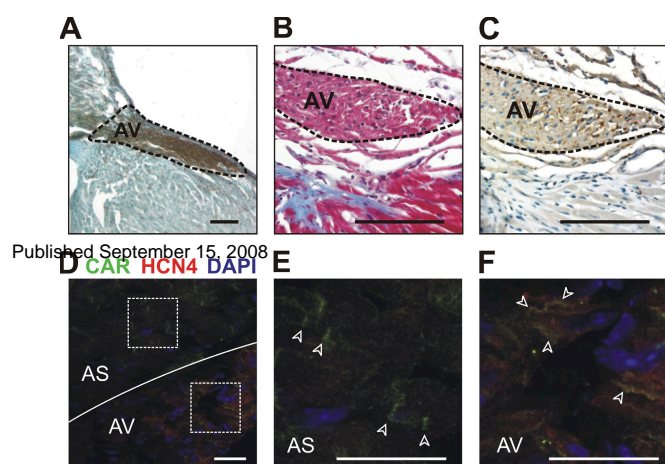 A B C
AV AV AV
Published September 15, 2008
D CAR HCN4 DAPI E F
AS
AV AS AV